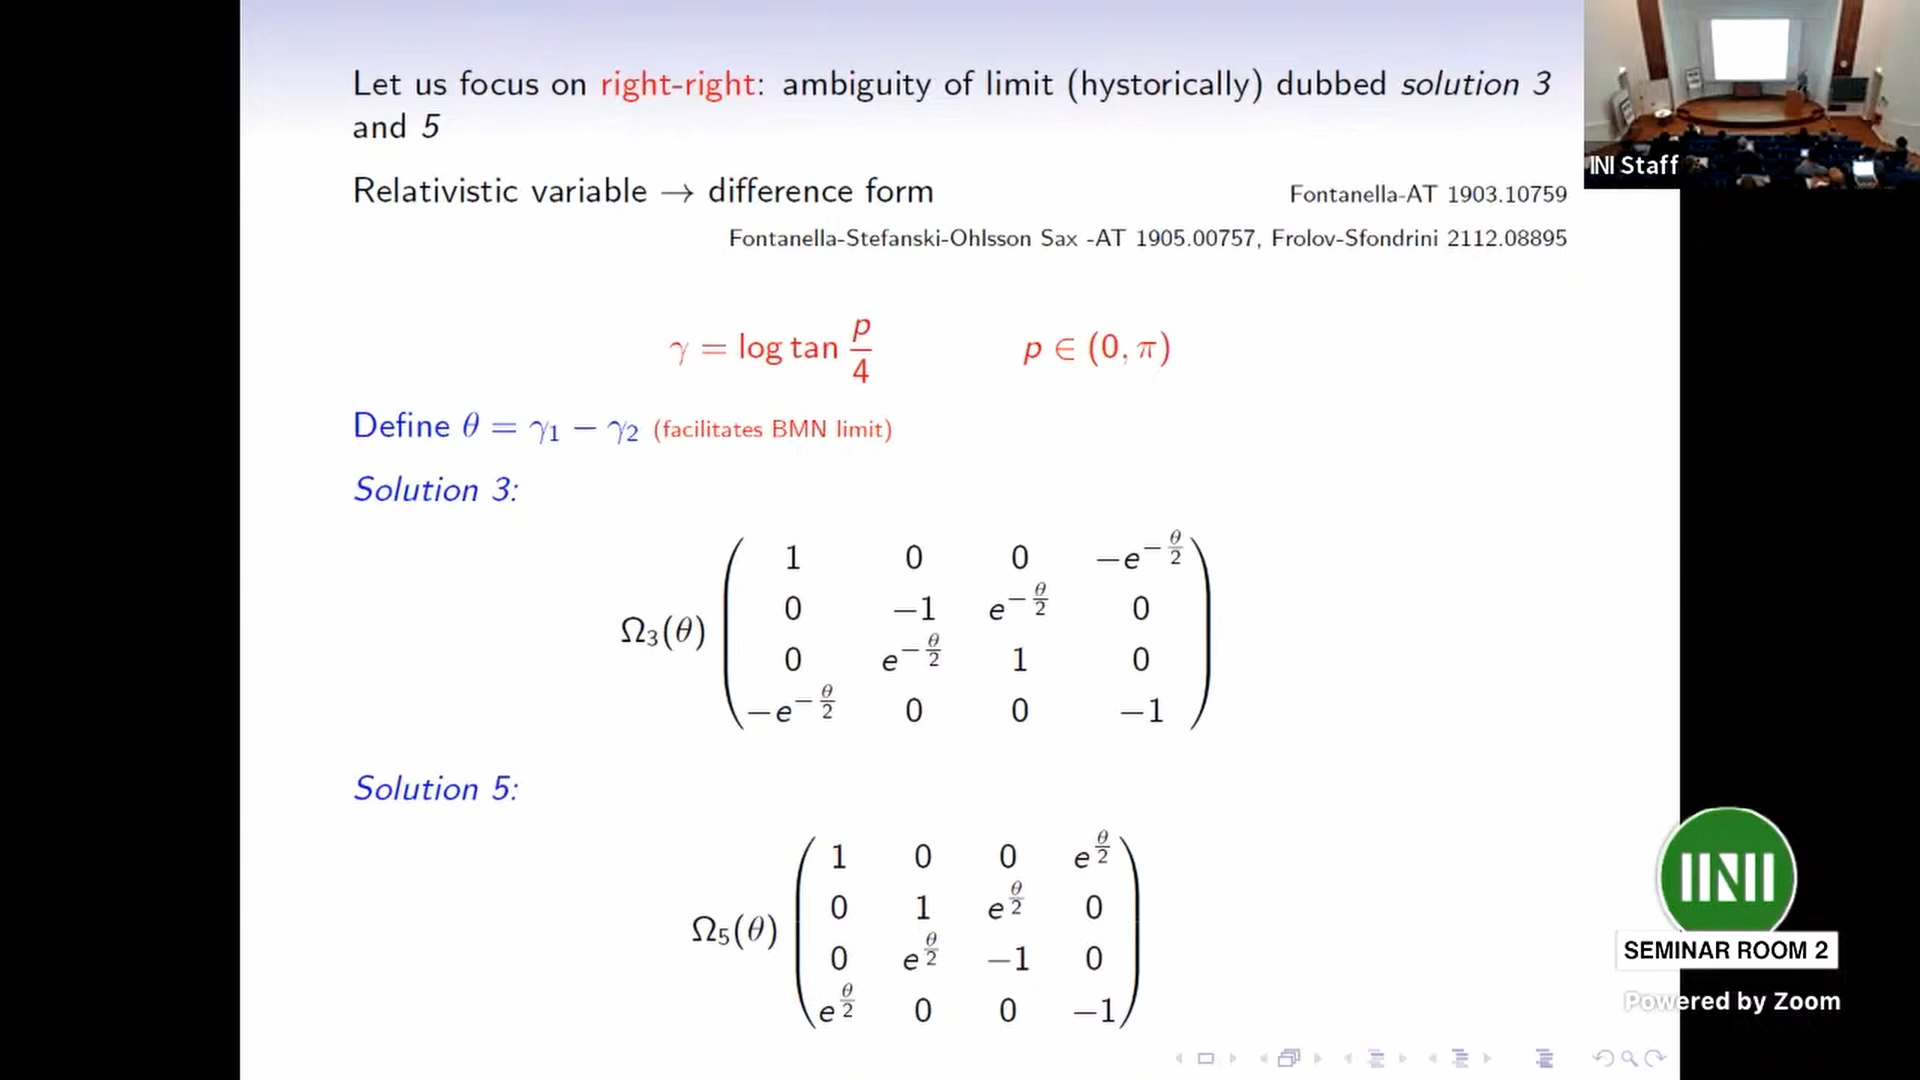 Let us focus on right-right: ambiguity of limit (hystorically) dubbed solution 3
and 5
Relativistic variable → difference form Fontanella-AT 1903.10759
Fontanella-Stefanski-Ohlsson Sax -AT 1905.00757, Frolov-Sfondrini 2112.08895
γ = log tan p/4 p ∈ (0, π)
Define θ = γ₁ − γ₂ (facilitates BMN limit)
Solution 3:
Ω₃(θ)
1 0 0 −e^{−θ/2}
0 −1 e^{−θ/2} 0
0 e^{−θ/2} 1 0
−e^{−θ/2} 0 0 −1
Solution 5:
Ω₅(θ)
1 0 0 e^{θ/2}
0 1 e^{θ/2} 0
0 e^{θ/2} −1 0
e^{θ/2} 0 0 −1
INI Staff
SEMINAR ROOM 2
Powered by Zoom